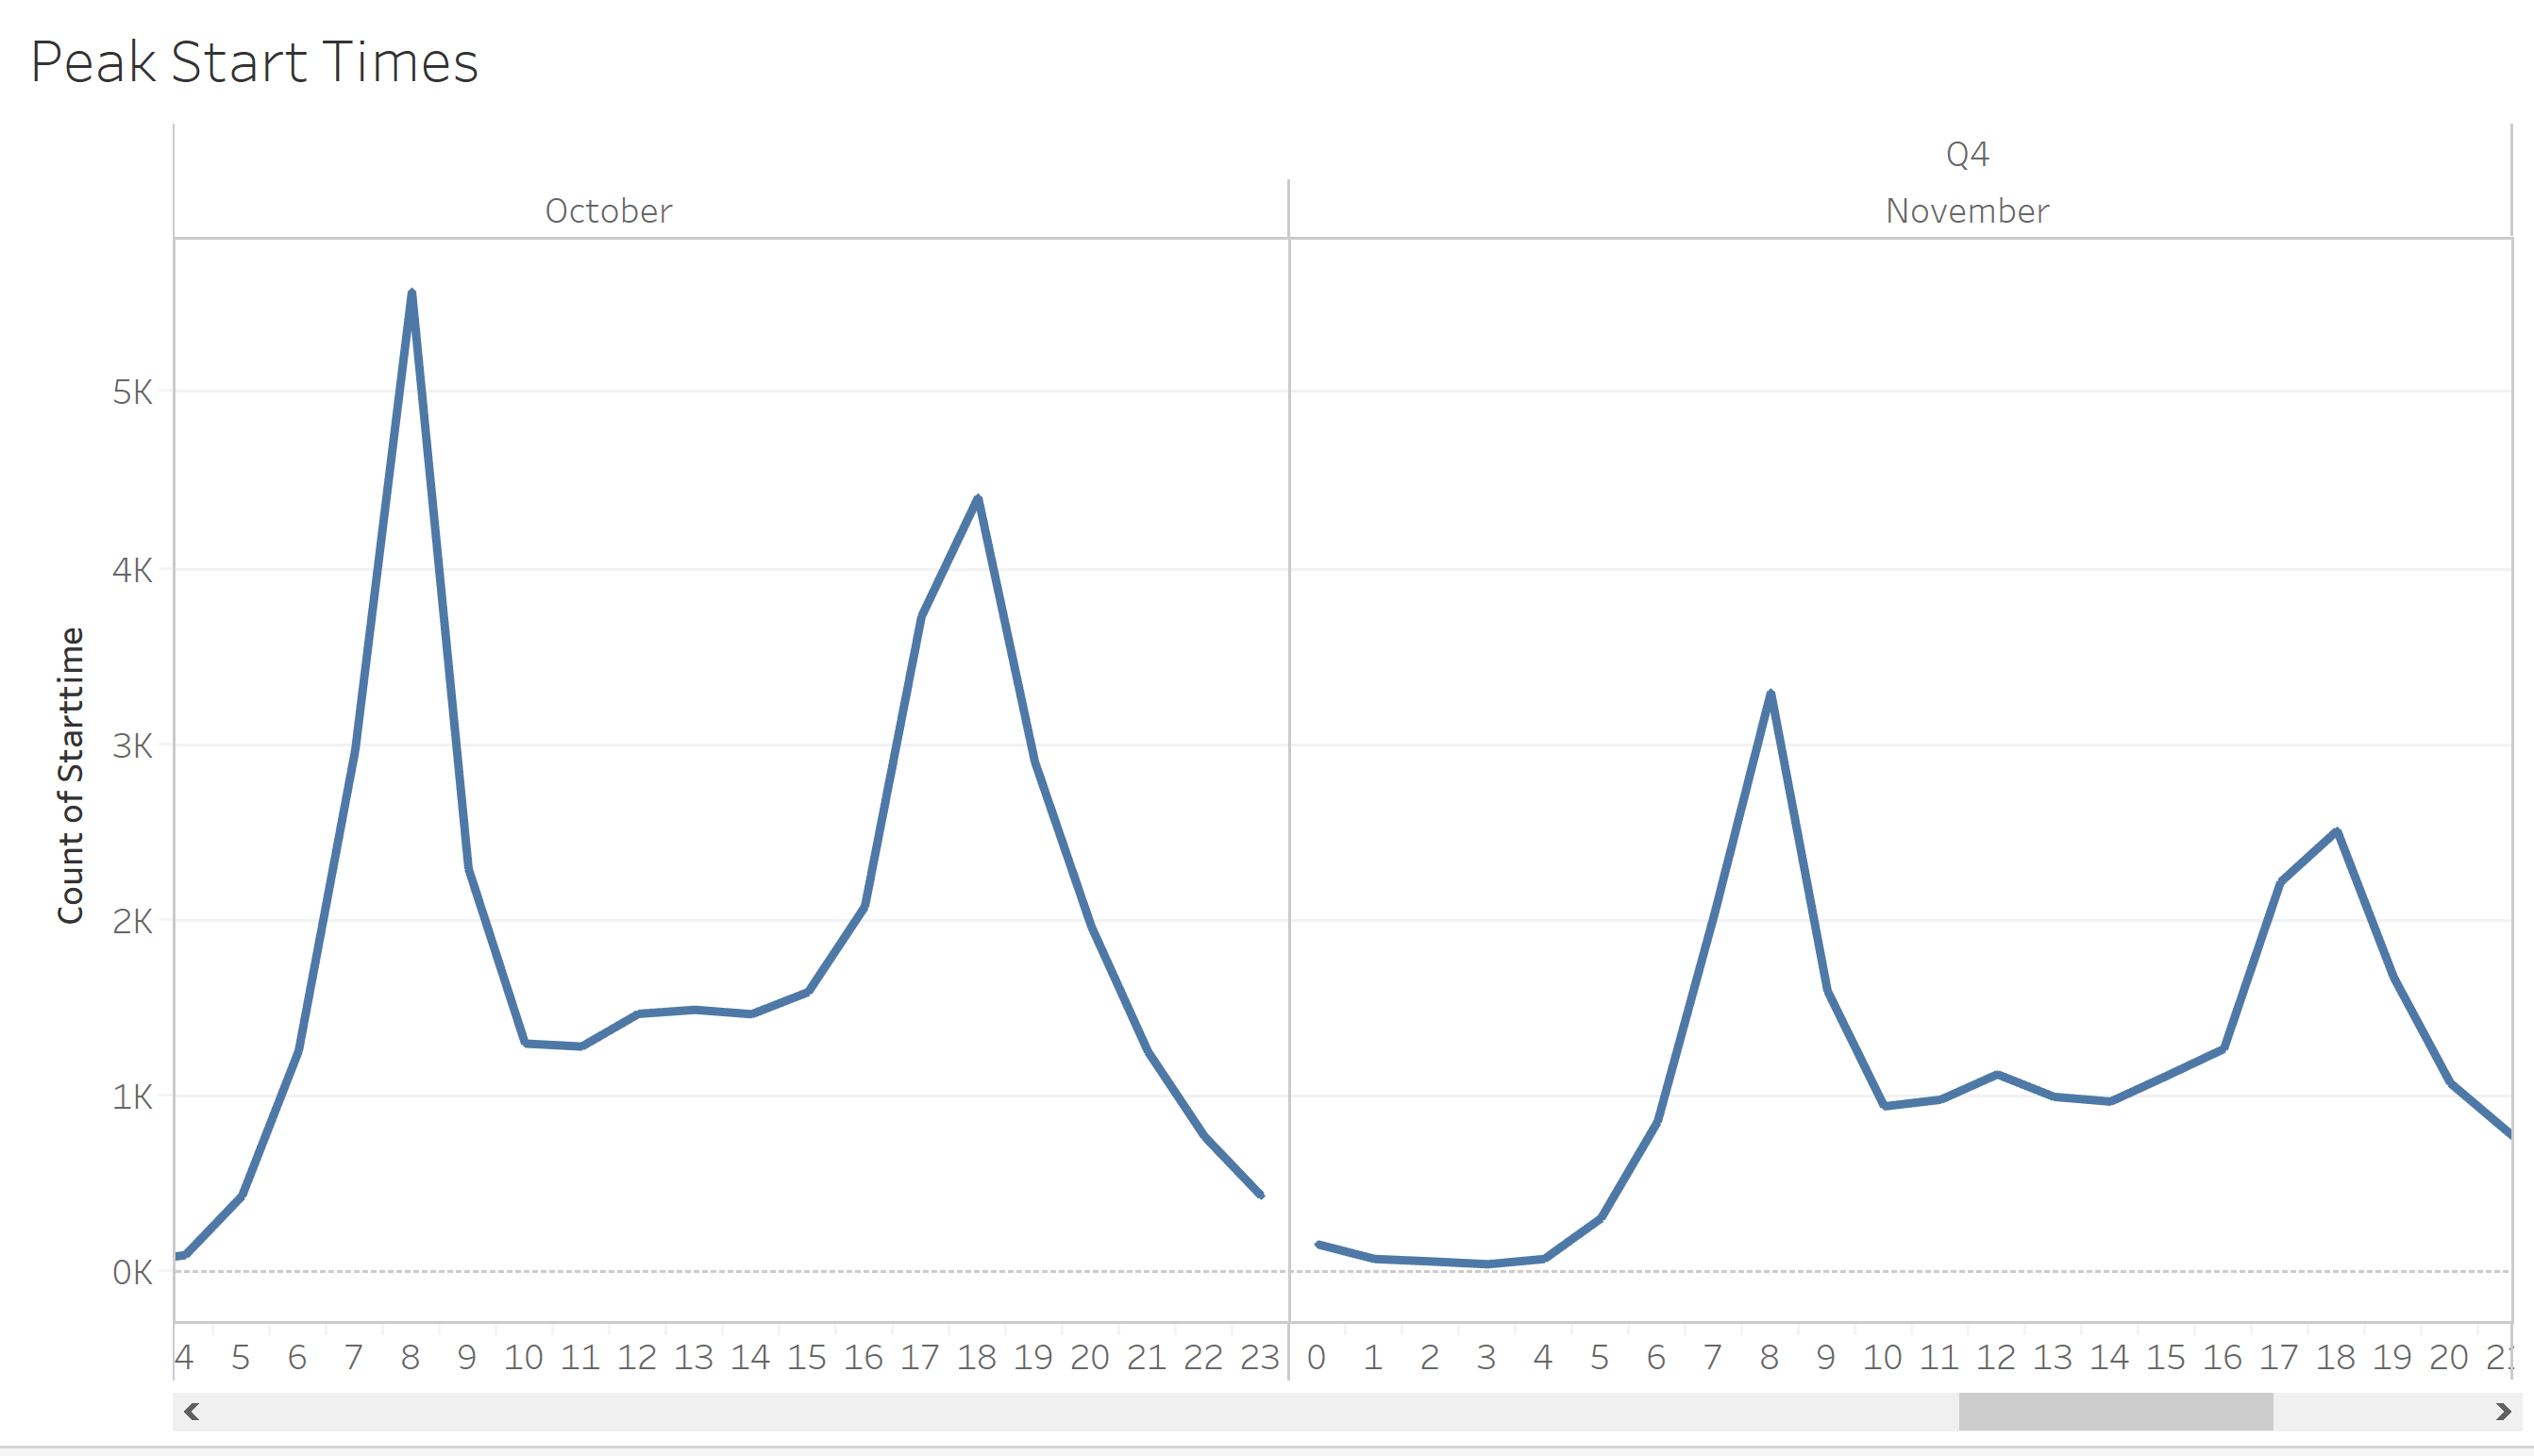 Peak Start Times
Q4
October November
5K
4K
3K
2K
1K
0K
Count of Starttime
4 5 6 7 8 9 10 11 12 13 14 15 16 17 18 19 20 21 22 23 0 1 2 3 4 5 6 7 8 9 10 11 12 13 14 15 16 17 18 19 20